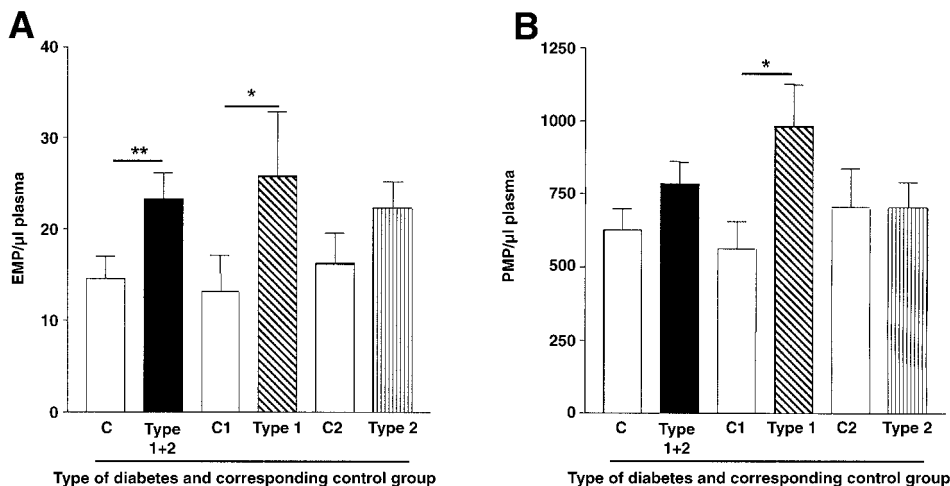 A
40
30
20
10
0
EMP/µl plasma
**
*
C
Type
1+2
C1
Type 1
C2
Type 2
Type of diabetes and corresponding control group
B
1250
1000
750
500
250
0
PMP/µl plasma
*
C
Type
1+2
C1
Type 1
C2
Type 2
Type of diabetes and corresponding control group